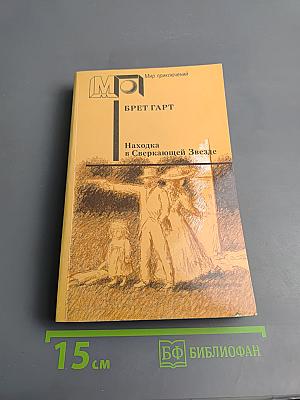 МП
Мир приключений
БРЕТ ГАРТ
Находка
в Сверкающей Звезде
15 см
БФ БИБЛИОФАН